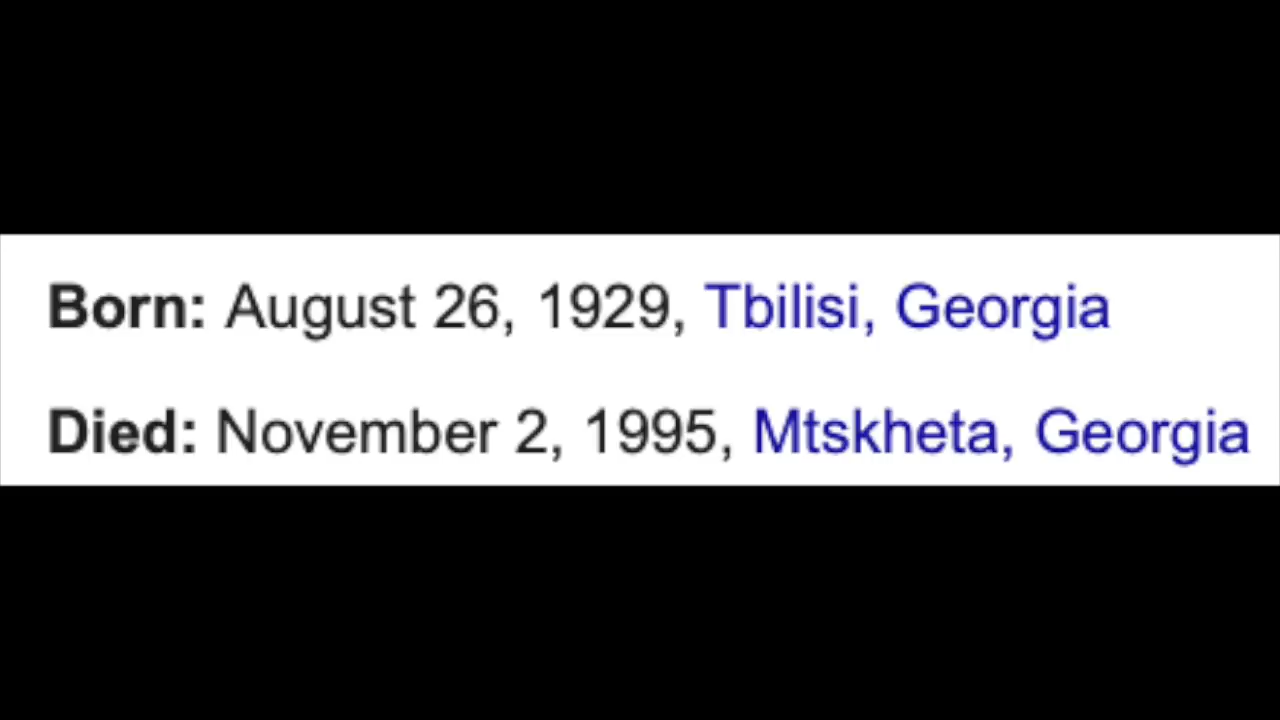 Born: August 26, 1929, Tbilisi, Georgia
Died: November 2, 1995, Mtskheta, Georgia